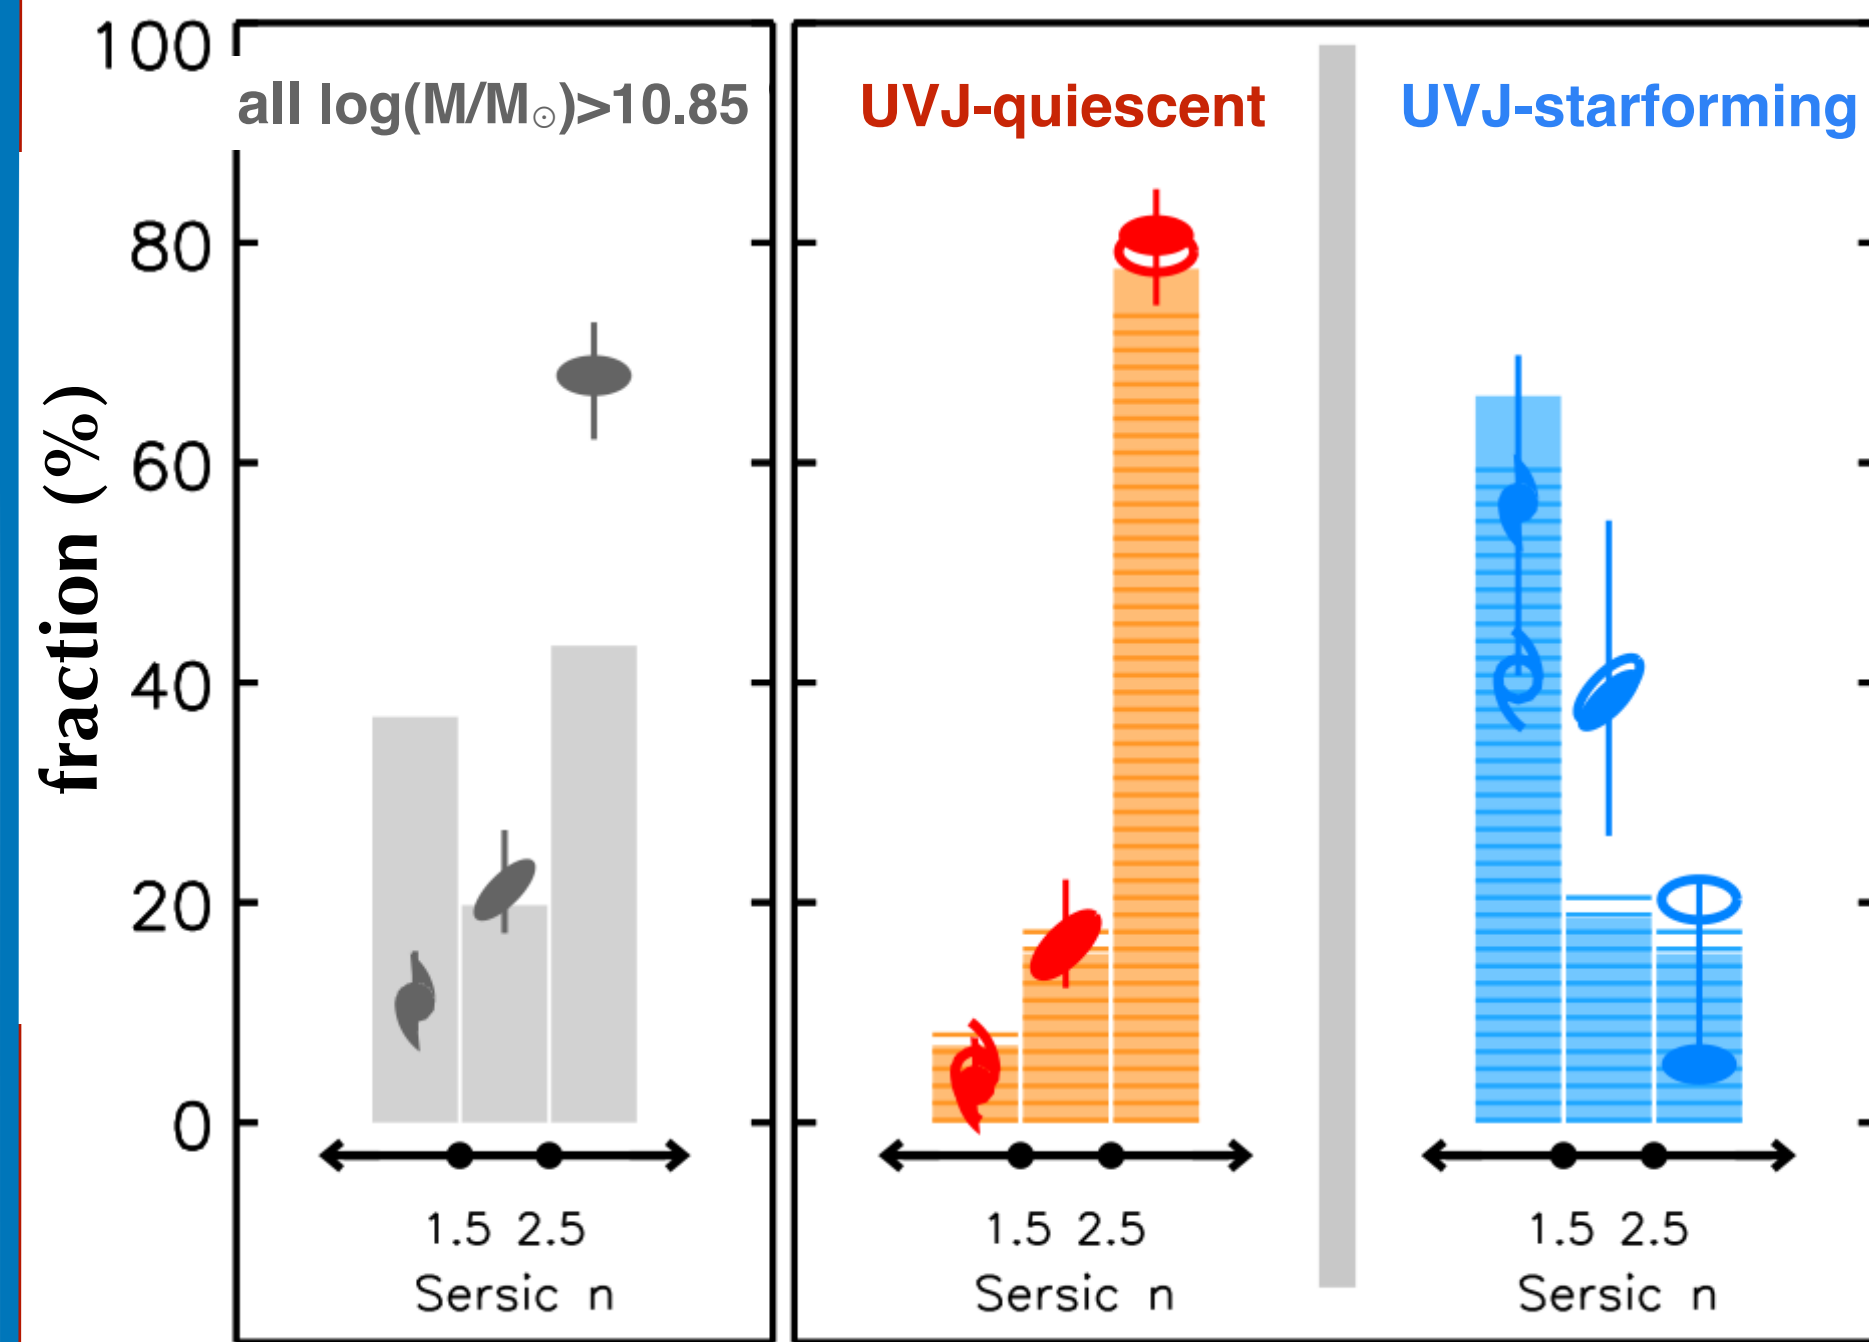 fraction (%)
100
80
60
40
20
0
all log(M/M☉)>10.85
1.5 2.5
Sersic n
UVJ-quiescent
1.5 2.5
Sersic n
UVJ-starforming
1.5 2.5
Sersic n